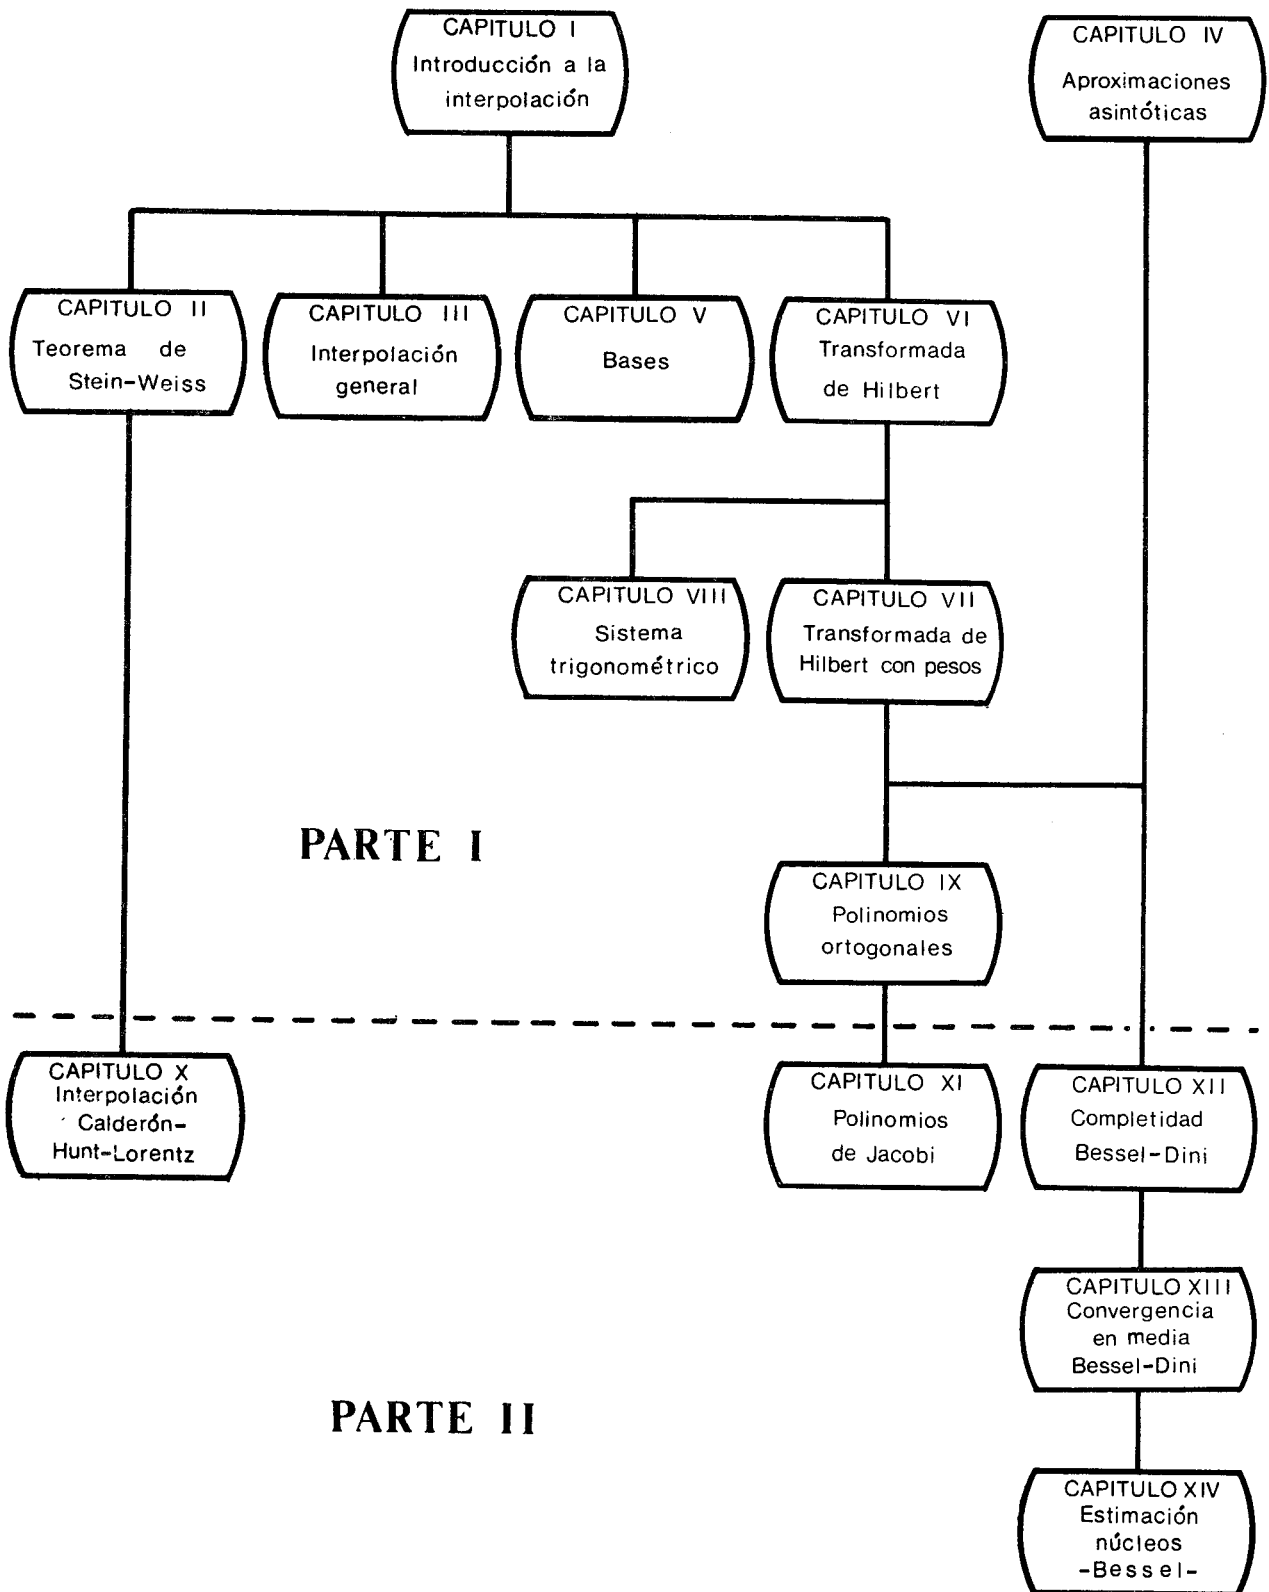 CAPITULO I
Introducción a la
interpolación
CAPITULO IV
Aproximaciones
asintóticas
CAPITULO II
Teorema de
Stein-Weiss
CAPITULO III
Interpolación
general
CAPITULO V
Bases
CAPITULO VI
Transformada
de Hilbert
CAPITULO VIII
Sistema
trigonométrico
CAPITULO VII
Transformada de
Hilbert con pesos
PARTE I
CAPITULO IX
Polinomios
ortogonales
CAPITULO X
Interpolación
Calderón-
Hunt-Lorentz
CAPITULO XI
Polinomios
de Jacobi
CAPITULO XII
Completidad
Bessel-Dini
CAPITULO XIII
Convergencia
en media
Bessel-Dini
PARTE II
CAPITULO XIV
Estimación
núcleos
-Bessel-